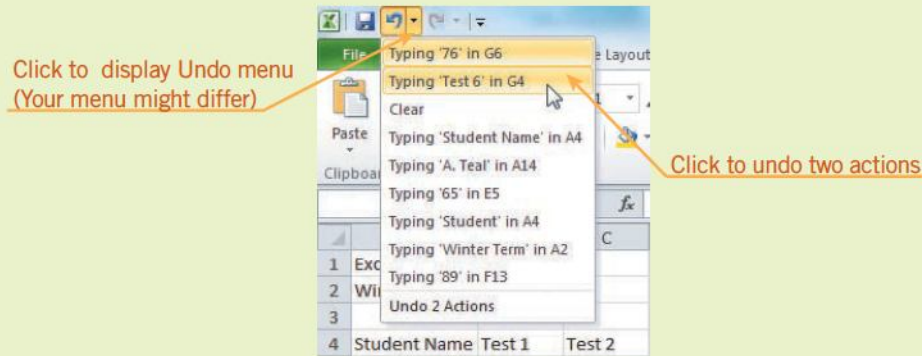 File
e Layout
Click to display Undo menu
(Your menu might differ)
Typing '76' in G6
Typing 'Test 6' in G4
Clear
Typing 'Student Name' in A4
Typing 'A. Teal' in A14
Typing '65' in E5
Typing 'Student' in A4
Typing 'Winter Term' in A2
Typing '89' in F13
Undo 2 Actions
Paste
Click to undo two actions
Clipboa
fx
C
1 Exc
2 Wi
3
4 Student Name Test 1 Test 2